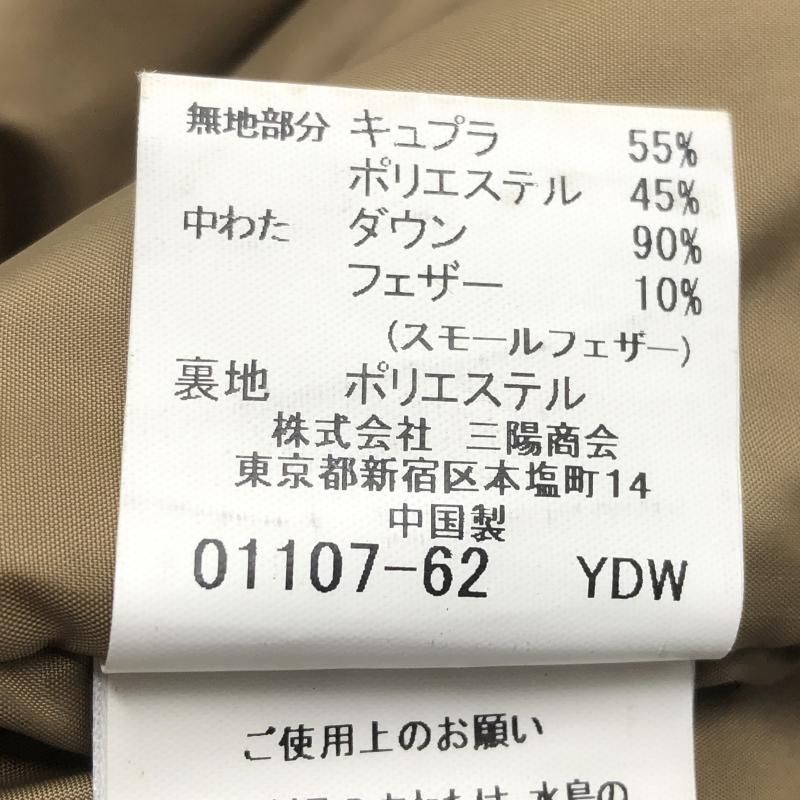 無地部分 キュプラ 55%
ポリエステル 45%
中わた ダウン 90%
フェザー 10%
(スモールフェザー)
裏地 ポリエステル
株式会社 三陽商会
東京都新宿区本塩町14
中国製
01107-62 YDW
ご使用上のお願い
は、水鳥の